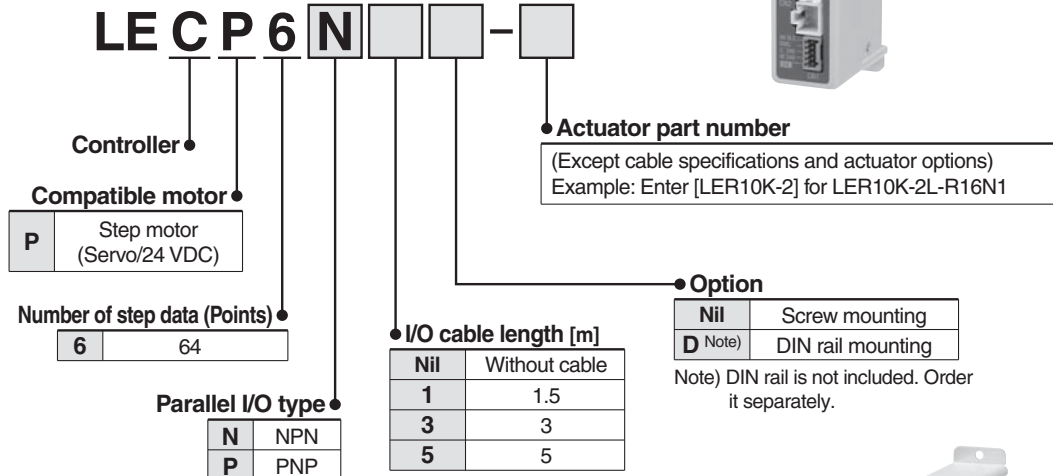 LE C P 6 N –
Controller
Compatible motor
P Step motor
(Servo/24 VDC)
Number of step data (Points)
6 64
Parallel I/O type
N NPN
P PNP
I/O cable length [m]
Nil Without cable
1 1.5
3 3
5 5
Actuator part number
(Except cable specifications and actuator options)
Example: Enter [LER10K-2] for LER10K-2L-R16N1
Option
Nil Screw mounting
D Note) DIN rail mounting
Note) DIN rail is not included. Order
it separately.